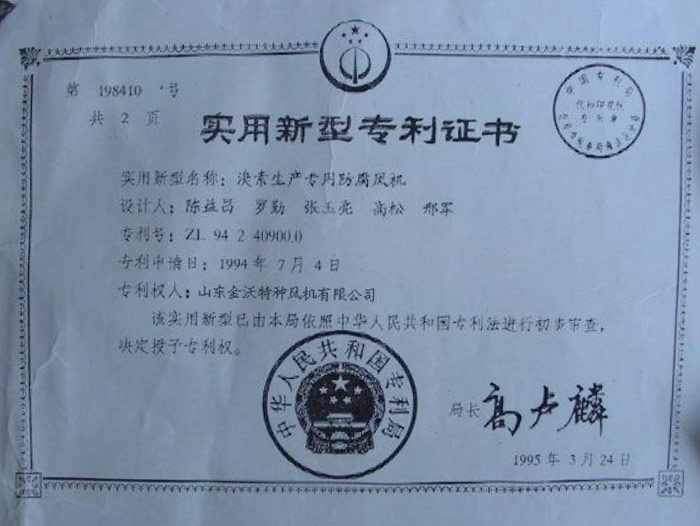 第 198410 号
共 2 页
实用新型专利证书
中国专利局
实用新型名称: 溴素生产专用防腐风机
设计人: 陈益吕 罗勤 张玉亮 高松 邢军
专利号: ZL 94 2 40900.0
专利申请日: 1994 年 7 月 4 日
专利权人: 山东金沃特种风机有限公司
该实用新型已由本局依照中华人民共和国专利法进行初步审查,
决定授予专利权。
中华人民共和国专利局
局长 高卢麟
1995 年 3 月 24 日